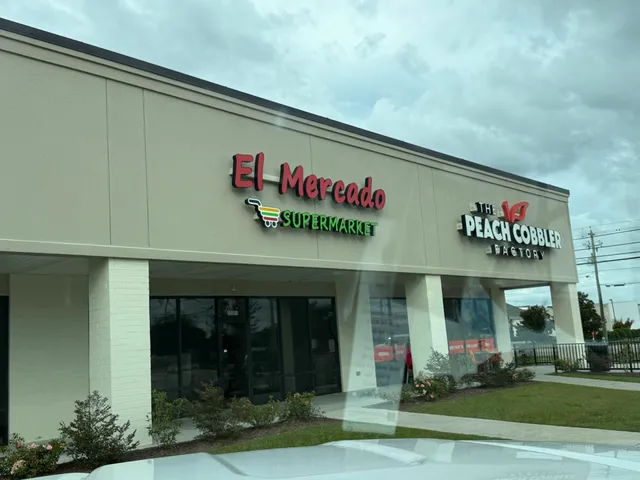 El Mercado
SUPERMARKET
THE
PEACH COBBLER
FACTORY